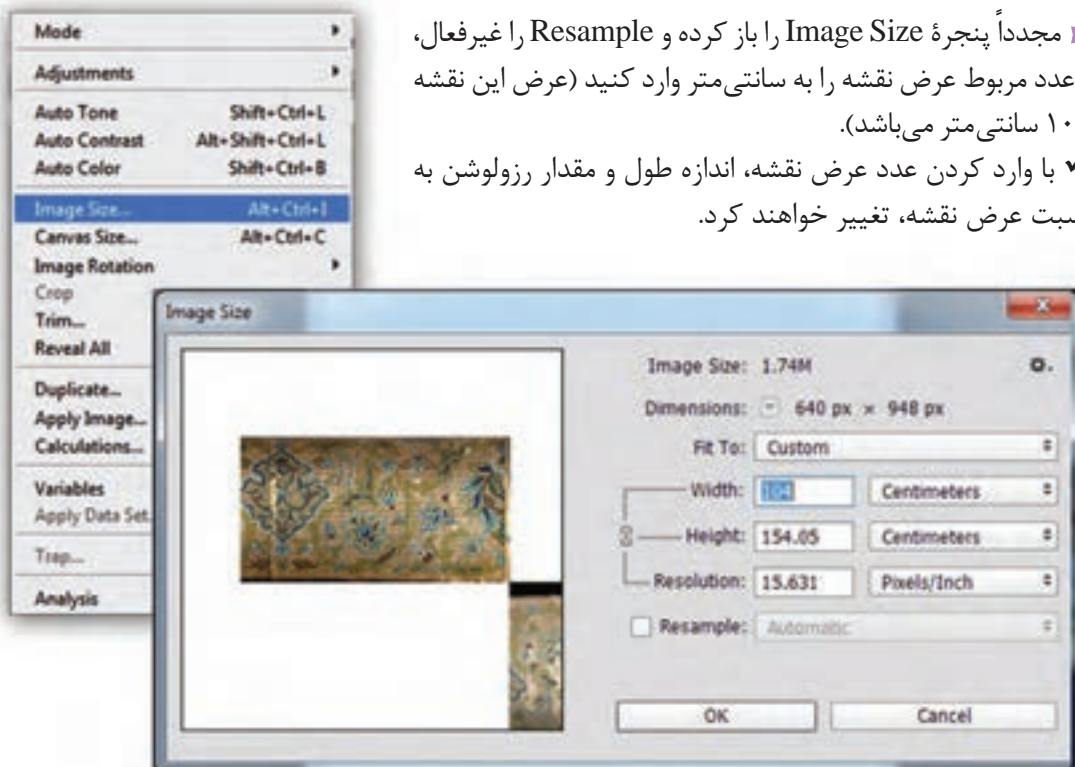 مجدداً پنجرهٔ Image Size را باز کرده و Resample را غیرفعال،
عدد مربوط عرض نقشه را به سانتی‌متر وارد کنید (عرض این نقشه
۱۰ سانتی‌متر می‌باشد).
با وارد کردن عدد عرض نقشه، اندازه طول و مقدار رزولوشن به
سبت عرض نقشه، تغییر خواهند کرد.
Mode
Adjustments
Auto Tone Shift+Ctrl+L
Auto Contrast Alt+Shift+Ctrl+L
Auto Color Shift+Ctrl+B
Image Size... Alt+Ctrl+I
Canvas Size... Alt+Ctrl+C
Image Rotation
Crop
Trim...
Reveal All
Duplicate...
Apply Image...
Calculations...
Variables
Apply Data Set.
Trap...
Analysis
Image Size
Image Size: 1.74M
Dimensions: 640 px × 948 px
Fit To: Custom
Width: 104 Centimeters
Height: 154.05 Centimeters
Resolution: 15.631 Pixels/Inch
Resample: Automatic
OK Cancel